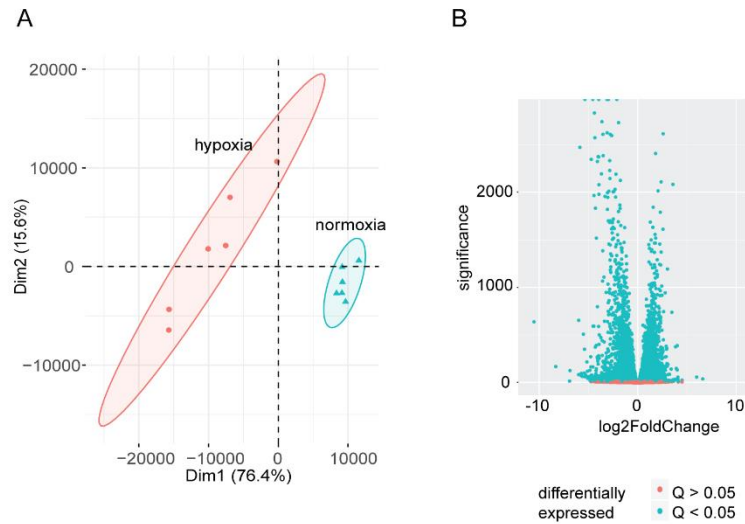 A
B
20000
10000
0
−10000
hypoxia
normoxia
Dim2 (15.6%)
−20000
−10000
0
10000
Dim1 (76.4%)
significance
2000
1000
0
-10
0
10
log2FoldChange
differentially
expressed
Q > 0.05
Q < 0.05